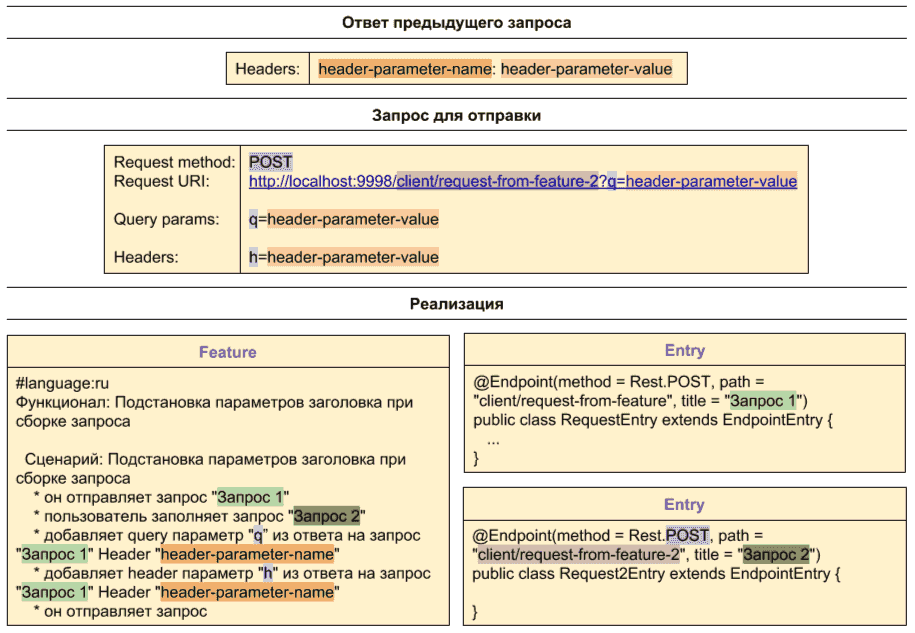 Ответ предыдущего запроса
Headers: header-parameter-name: header-parameter-value
Запрос для отправки
Request method: POST
Request URI: http://localhost:9998/client/request-from-feature-2?q=header-parameter-value
Query params: q=header-parameter-value
Headers: h=header-parameter-value
Реализация
Feature
#language:ru
Функционал: Подстановка параметров заголовка при
сборке запроса
Сценарий: Подстановка параметров заголовка при
сборке запроса
* он отправляет запрос "Запрос 1"
* пользователь заполняет запрос "Запрос 2"
* добавляет query параметр "q" из ответа на запрос
"Запрос 1" Header "header-parameter-name"
* добавляет header параметр "h" из ответа на запрос
"Запрос 1" Header "header-parameter-name"
* он отправляет запрос
Entry
@Endpoint(method = Rest.POST, path =
"client/request-from-feature", title = "Запрос 1")
public class RequestEntry extends EndpointEntry {
...
}
Entry
@Endpoint(method = Rest.POST, path =
"client/request-from-feature-2", title = "Запрос 2")
public class Request2Entry extends EndpointEntry {
}